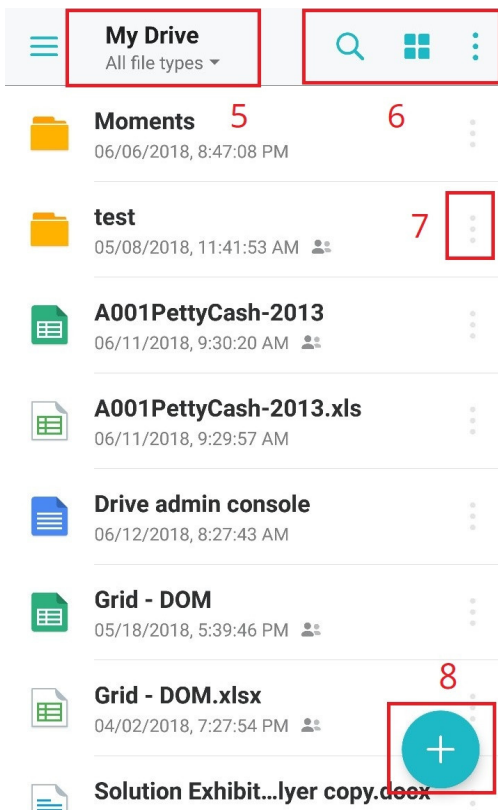 My Drive
All file types
5
6
Moments
06/06/2018, 8:47:08 PM
test
05/08/2018, 11:41:53 AM
7
A001PettyCash-2013
06/11/2018, 9:30:20 AM
A001PettyCash-2013.xls
06/11/2018, 9:29:57 AM
Drive admin console
06/12/2018, 8:27:43 AM
Grid - DOM
05/18/2018, 5:39:46 PM
8
Grid - DOM.xlsx
04/02/2018, 7:27:54 PM
Solution Exhibit...lyer copy.docx